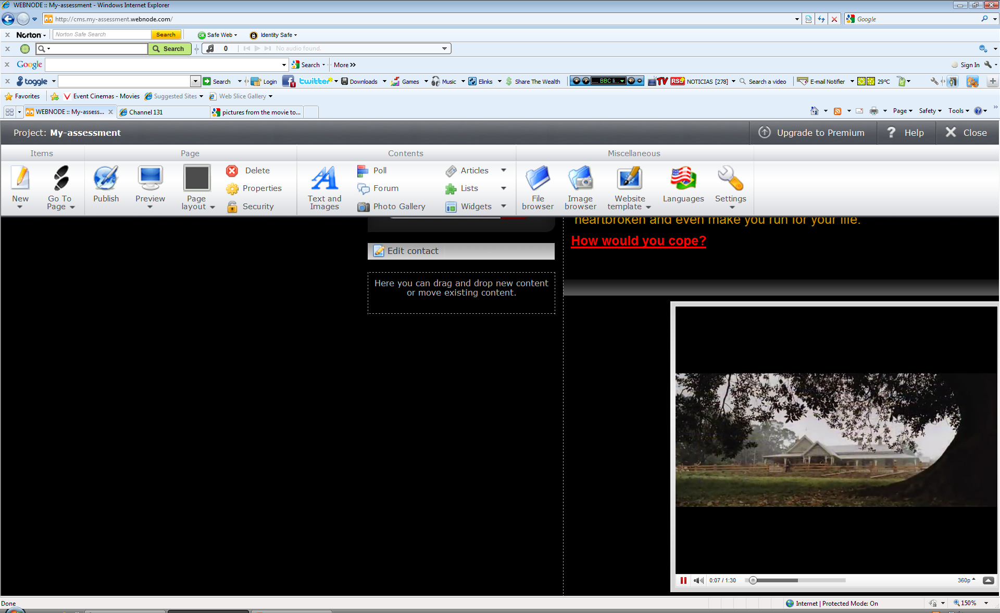 WEBNODE :: My-assessment - Windows Internet Explorer
http://cms.my-assessment.webnode.com/
Google
Norton
Norton Safe Search
Search
Safe Web
Identity Safe
Search
0
No audio found.
Google
Search
More
Sign In
toggle
Search
Login
1
twitter
Downloads
Games
Music
Elinks
Share The Wealth
BBC li...
TV
RSS
NOTICIAS [278]
Search a video
E-mail Notifier
29°C
Favorites
Event Cinemas - Movies
Suggested Sites
Web Slice Gallery
WEBNODE :: My-assess...
Channel 131
pictures from the movie to...
Page
Safety
Tools
Project: My-assessment
Upgrade to Premium
Help
Close
Items
Page
Contents
Miscellaneous
New
Go To
Page
Publish
Preview
Page
layout
Delete
Properties
Security
Text and
Images
Poll
Forum
Photo Gallery
Articles
Lists
Widgets
File
browser
Image
browser
Website
template
Languages
Settings
heartbroken and even make you run for your life.
How would you cope?
Edit contact
Here you can drag and drop new content
or move existing content.
0:07 / 1:30
360p
Done
Internet | Protected Mode: On
150%